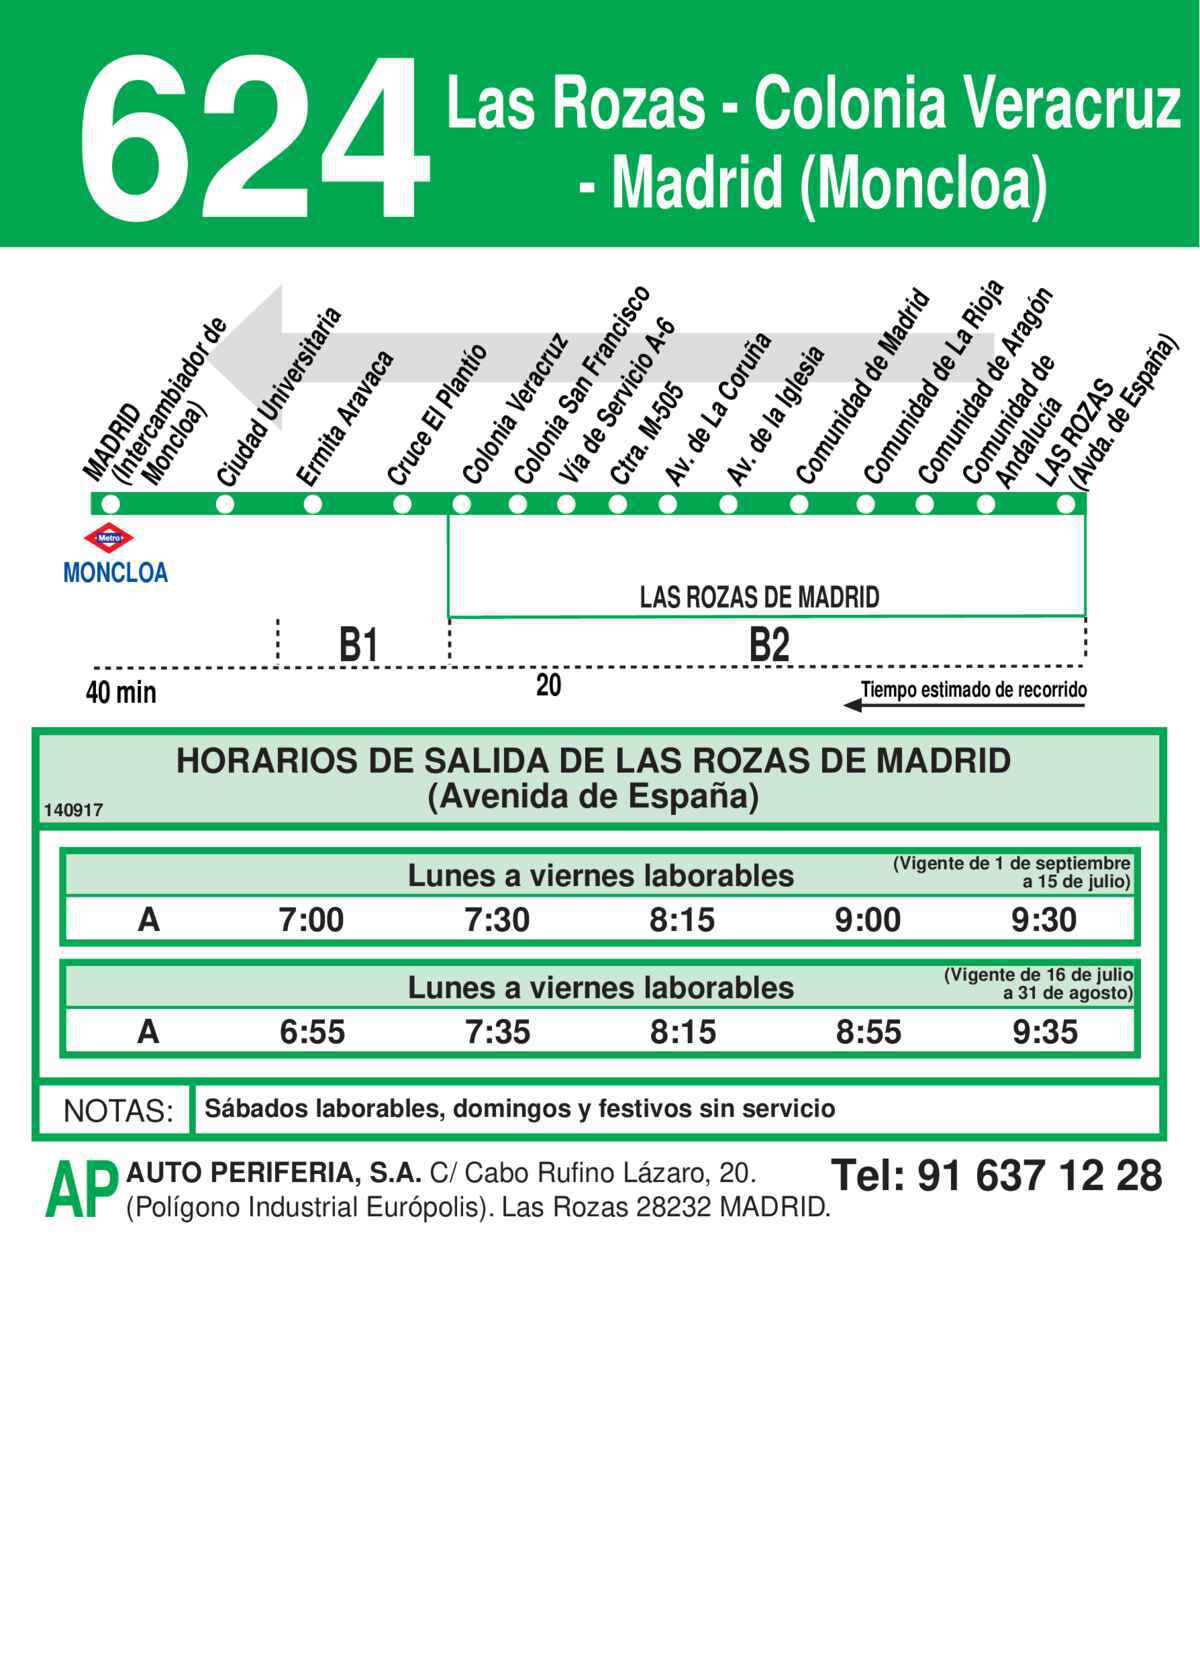 624
Las Rozas - Colonia Veracruz
- Madrid (Moncloa)
MADRID
(Intercambiador de
Moncloa)
Ciudad Universitaria
Ermita Aravaca
Cruce El Plantío
Colonia Veracruz
Colonia San Francisco
Vía de Servicio A-6
Ctra. M-505
Av. de La Coruña
Av. de la Iglesia
Comunidad de Madrid
Comunidad de La Rioja
Comunidad de Aragón
Comunidad de
Andalucía
LAS ROZAS
(Avda. de España)
Metro
MONCLOA
LAS ROZAS DE MADRID
B1
B2
40 min
20
Tiempo estimado de recorrido
HORARIOS DE SALIDA DE LAS ROZAS DE MADRID
(Avenida de España)
140917
Lunes a viernes laborables
(Vigente de 1 de septiembre
a 15 de julio)
A 7:00 7:30 8:15 9:00 9:30
Lunes a viernes laborables
(Vigente de 16 de julio
a 31 de agosto)
A 6:55 7:35 8:15 8:55 9:35
NOTAS: Sábados laborables, domingos y festivos sin servicio
AP
AUTO PERIFERIA, S.A. C/ Cabo Rufino Lázaro, 20.
(Polígono Industrial Európolis). Las Rozas 28232 MADRID.
Tel: 91 637 12 28